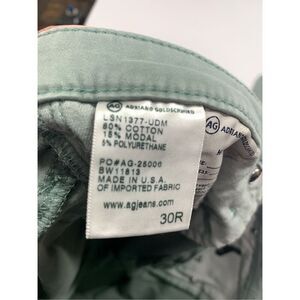 AG ADRIANO GOLDSCHMIED
LSN1377-UDM
80% COTTON
15% MODAL
5% POLYURETHANE
PO#AG-25006
BW11813
MADE IN U.S.A.
OF IMPORTED FABRIC
www.agjeans.com
30R
AG ADRIANO